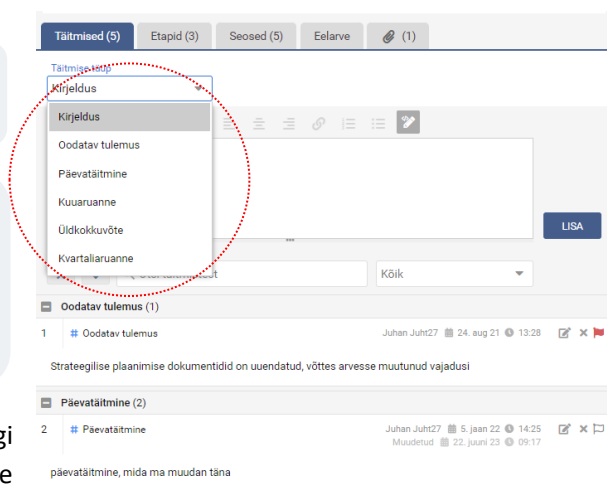 Täitmised (5) Etapid (3) Seosed (5) Eelarve (1)
Täitmise tüüp
Kirjeldus
Kirjeldus
Oodatav tulemus
Päevatäitmine
Kuuaruanne
Üldkokkuvõte
Kvartaliaruanne
LISA
Kõik
Oodatav tulemus (1)
1 # Oodatav tulemus Juhan Juht27 24. aug 21 13:28
Strateegilise plaanimise dokumentidid on uuendatud, võttes arvesse muutunud vajadusi
Päevatäitmine (2)
gi
2 # Päevatäitmine Juhan Juht27 5. jaan 22 14:25
Muudetud 22. juuni 23 09:17
e
päevatäitmine, mida ma muudan täna